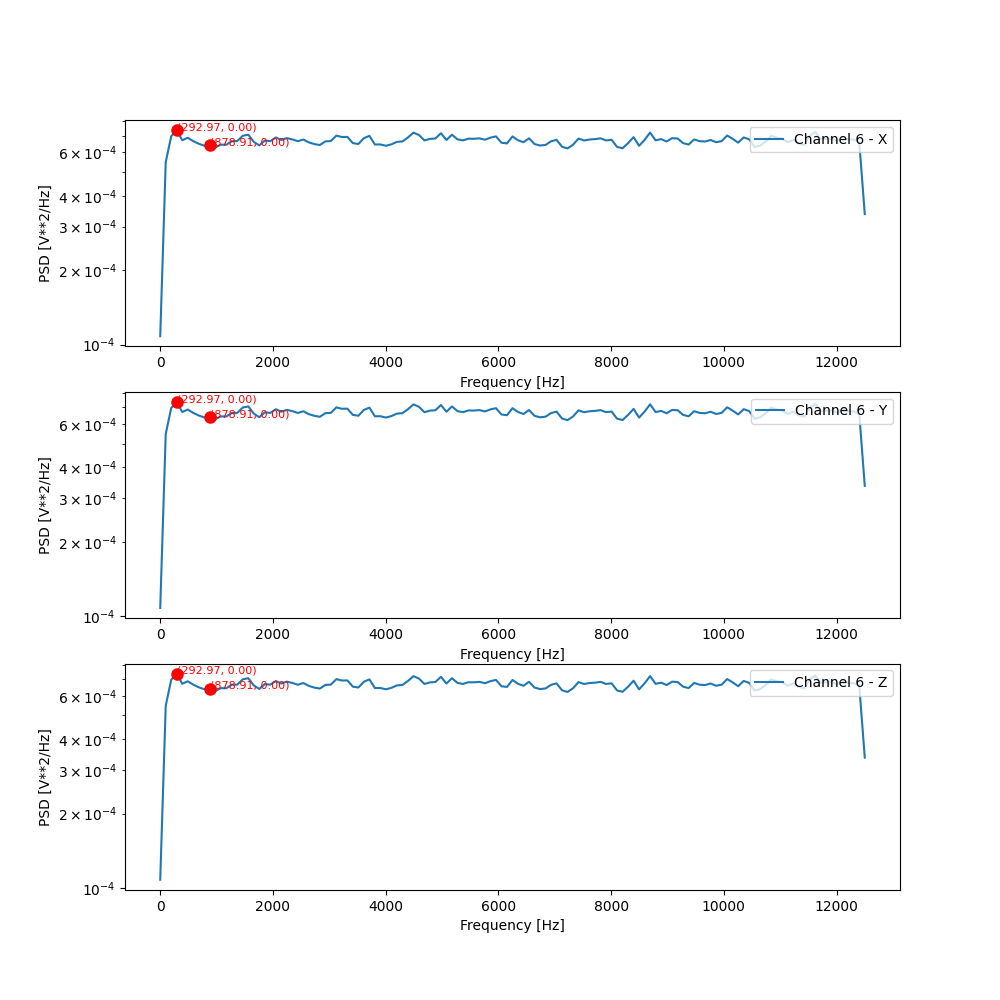 (292.97, 0.00)
(878.91, 0.00)
Channel 6 - X
6 × 10⁻⁴
4 × 10⁻⁴
3 × 10⁻⁴
2 × 10⁻⁴
10⁻⁴
PSD [V**2/Hz]
0 2000 4000 6000 8000 10000 12000
Frequency [Hz]
(292.97, 0.00)
(878.91, 0.00)
Channel 6 - Y
6 × 10⁻⁴
4 × 10⁻⁴
3 × 10⁻⁴
2 × 10⁻⁴
10⁻⁴
PSD [V**2/Hz]
0 2000 4000 6000 8000 10000 12000
Frequency [Hz]
(292.97, 0.00)
(878.91, 0.00)
Channel 6 - Z
6 × 10⁻⁴
4 × 10⁻⁴
3 × 10⁻⁴
2 × 10⁻⁴
10⁻⁴
PSD [V**2/Hz]
0 2000 4000 6000 8000 10000 12000
Frequency [Hz]